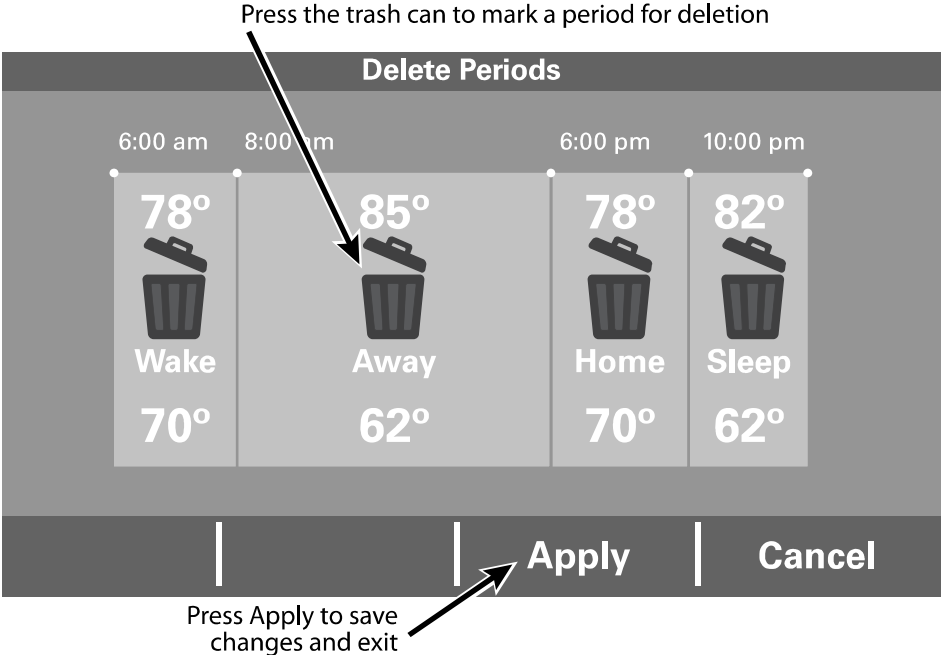 Press the trash can to mark a period for deletion
Delete Periods
6:00 am 8:00 am 6:00 pm 10:00 pm
78º 85º 78º 82º
Wake Away Home Sleep
70º 62º 70º 62º
Apply Cancel
Press Apply to save
changes and exit